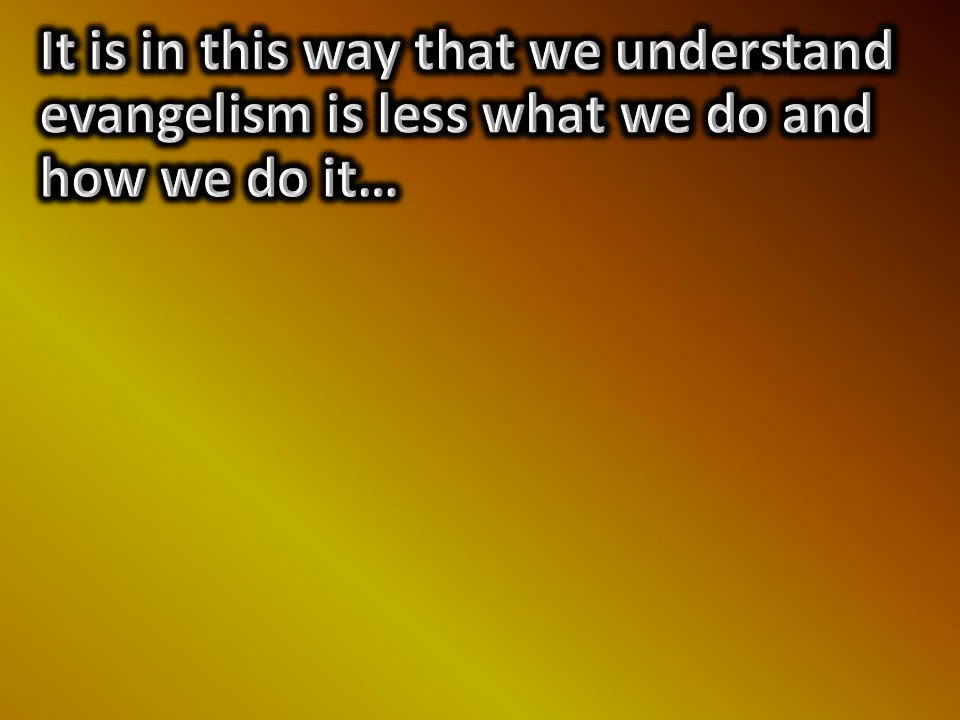 It is in this way that we understand
evangelism is less what we do and
how we do it…